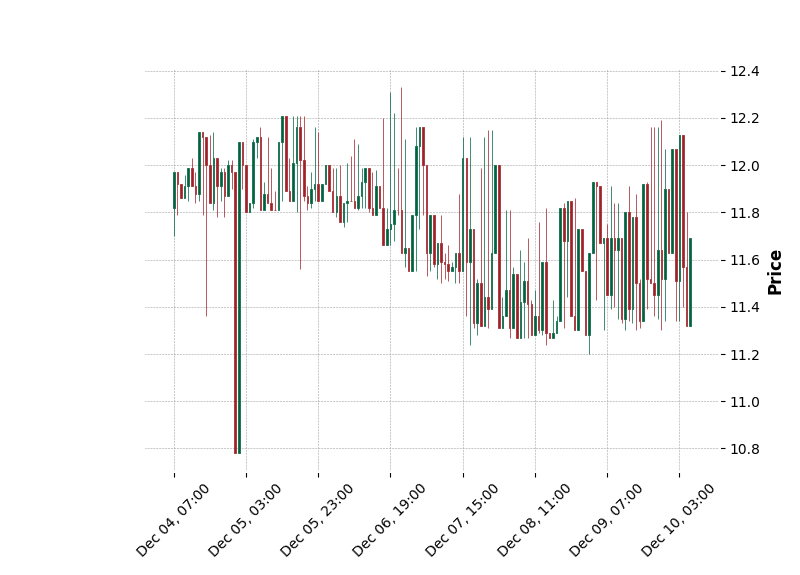 12.4
12.2
12.0
11.8
11.6
11.4
11.2
11.0
10.8
Price
Dec 04, 07:00
Dec 05, 03:00
Dec 05, 23:00
Dec 06, 19:00
Dec 07, 15:00
Dec 08, 11:00
Dec 09, 07:00
Dec 10, 03:00